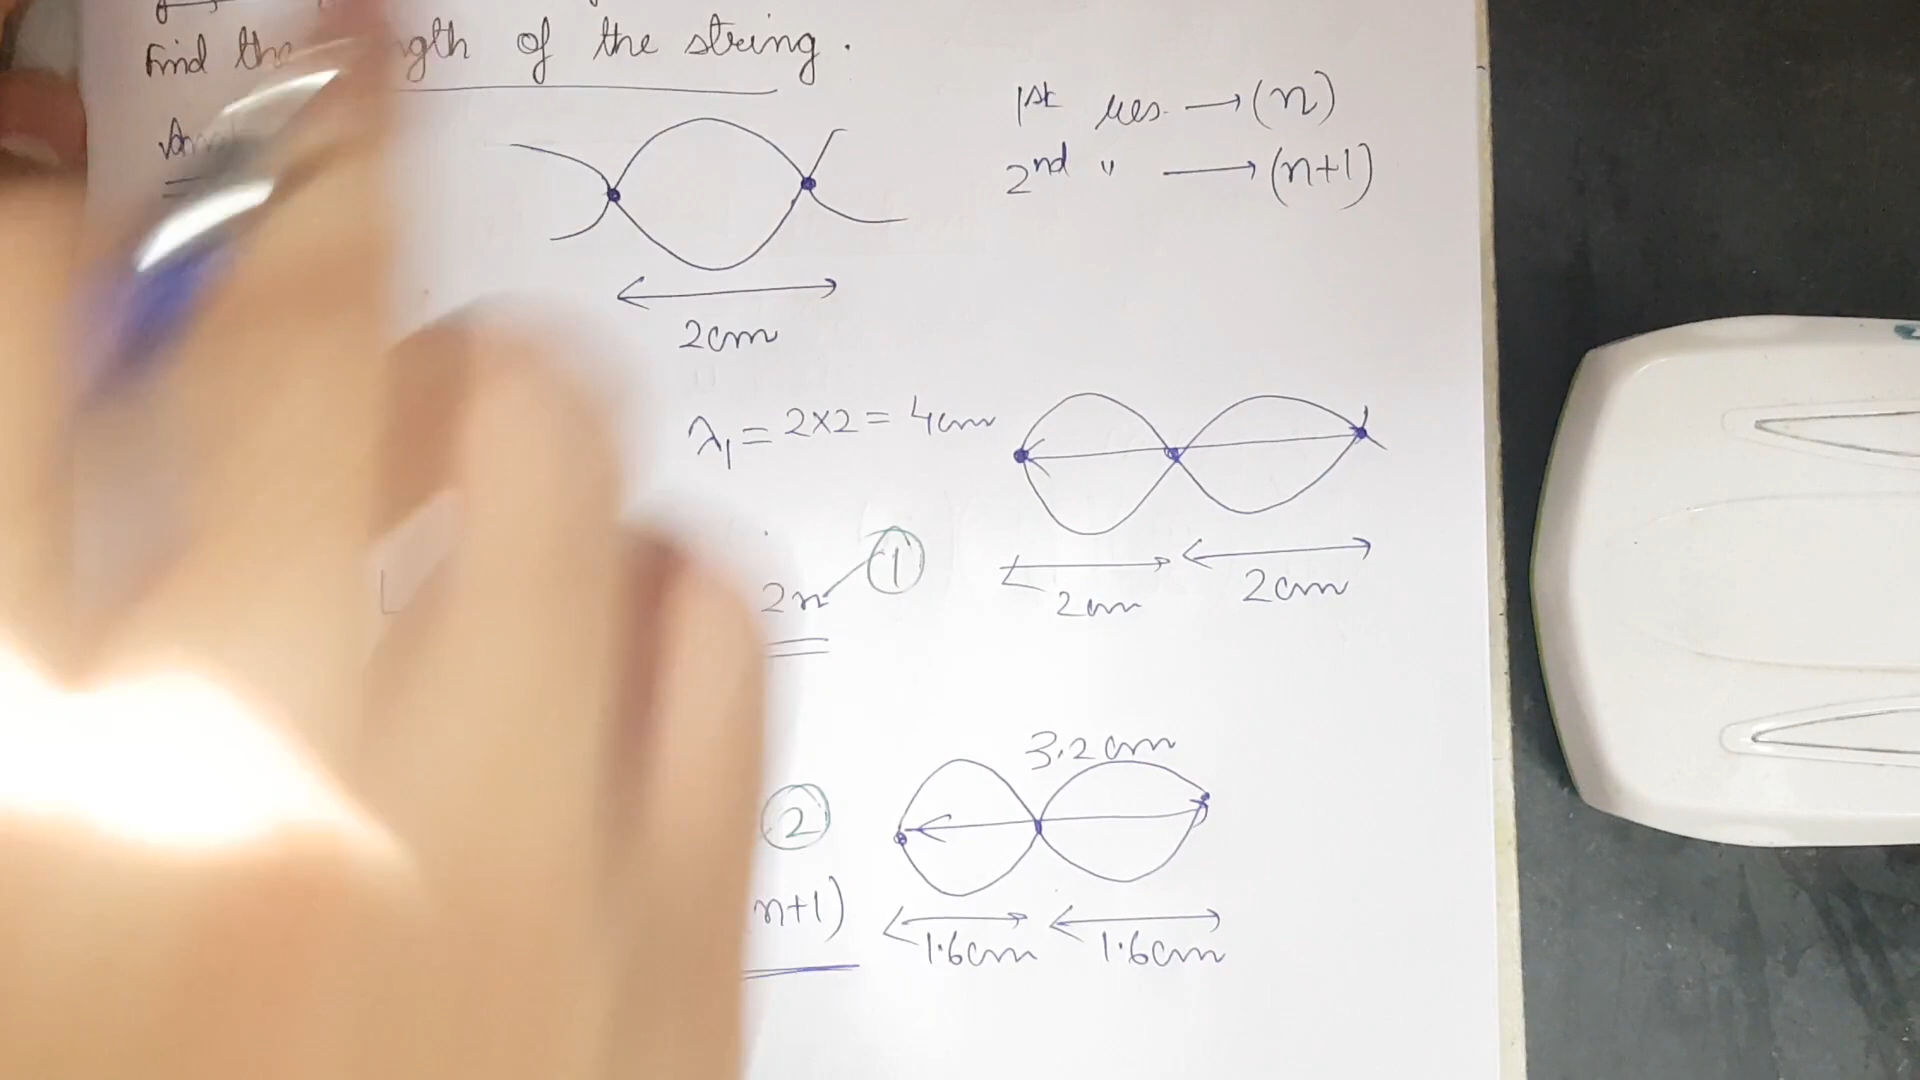 Find the length of the string.
1st res. → (n)
2nd " → (n+1)
2cm
λ₁ = 2×2 = 4cm
2n ①
2cm 2cm
3.2cm
②
n+1)
1.6cm 1.6cm